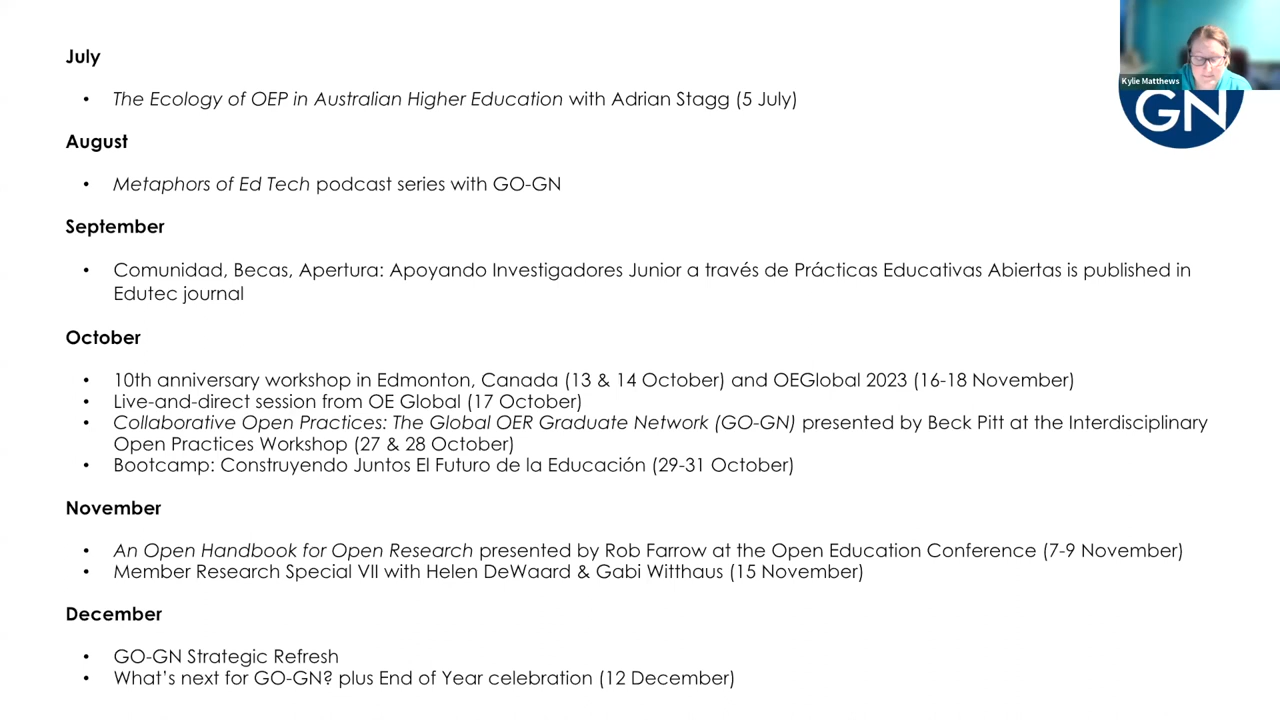 July
• The Ecology of OEP in Australian Higher Education with Adrian Stagg (5 July)
August
• Metaphors of Ed Tech podcast series with GO-GN
September
• Comunidad, Becas, Apertura: Apoyando Investigadores Junior a través de Prácticas Educativas Abiertas is published in
Edutec journal
October
• 10th anniversary workshop in Edmonton, Canada (13 & 14 October) and OEGlobal 2023 (16-18 November)
• Live-and-direct session from OE Global (17 October)
• Collaborative Open Practices: The Global OER Graduate Network (GO-GN) presented by Beck Pitt at the Interdisciplinary
Open Practices Workshop (27 & 28 October)
• Bootcamp: Construyendo Juntos El Futuro de la Educación (29-31 October)
November
• An Open Handbook for Open Research presented by Rob Farrow at the Open Education Conference (7-9 November)
• Member Research Special VII with Helen DeWaard & Gabi Witthaus (15 November)
December
• GO-GN Strategic Refresh
• What's next for GO-GN? plus End of Year celebration (12 December)
Kylie Matthews
GN